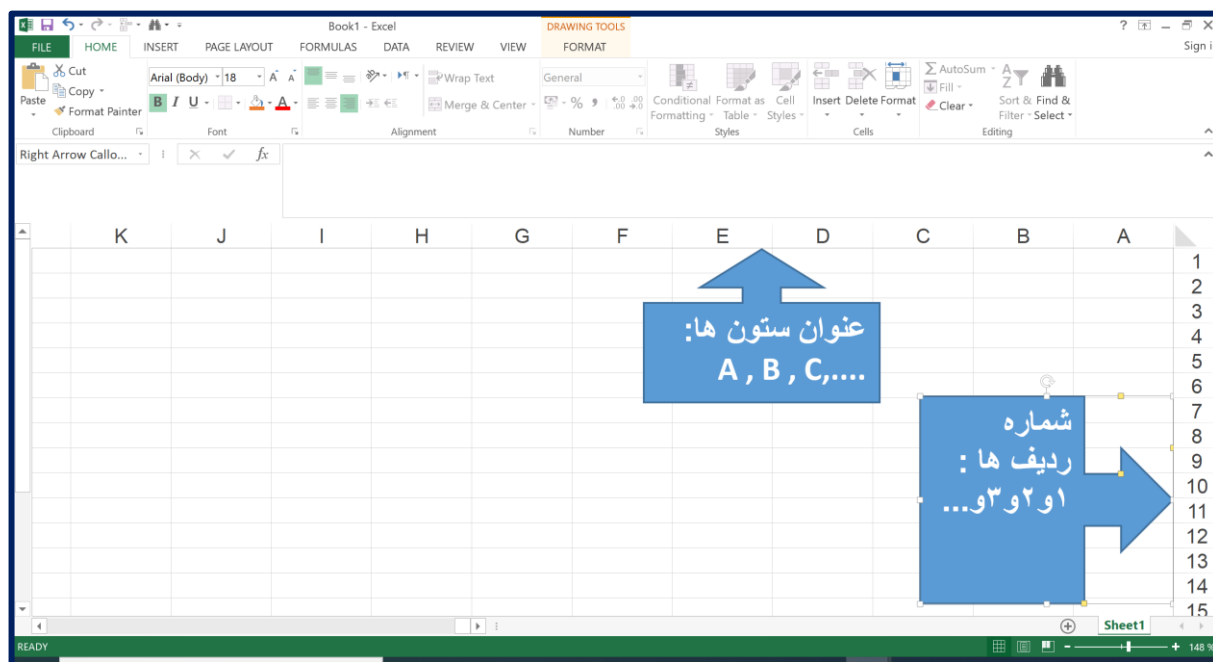 Book1 - Excel
DRAWING TOOLS
FILE HOME INSERT PAGE LAYOUT FORMULAS DATA REVIEW VIEW FORMAT Sign i
Paste
Cut
Copy
Format Painter
Clipboard
Arial (Body) 18
B I U
Font
Wrap Text
Merge & Center
Alignment
General
% 9 .00
Number
Conditional Formatting
Format as Table
Cell Styles
Styles
Insert Delete Format
Cells
AutoSum
Fill
Clear
Sort & Filter
Find & Select
Editing
Right Arrow Callo...
fx
K J I H G F E D C B A
1
2
3
4
5
6
7
8
9
10
11
12
13
14
15
عنوان ستون ها:
A , B , C,....
شماره
ردیف ها :
۱و۲و۳و...
Sheet1
READY
148 %